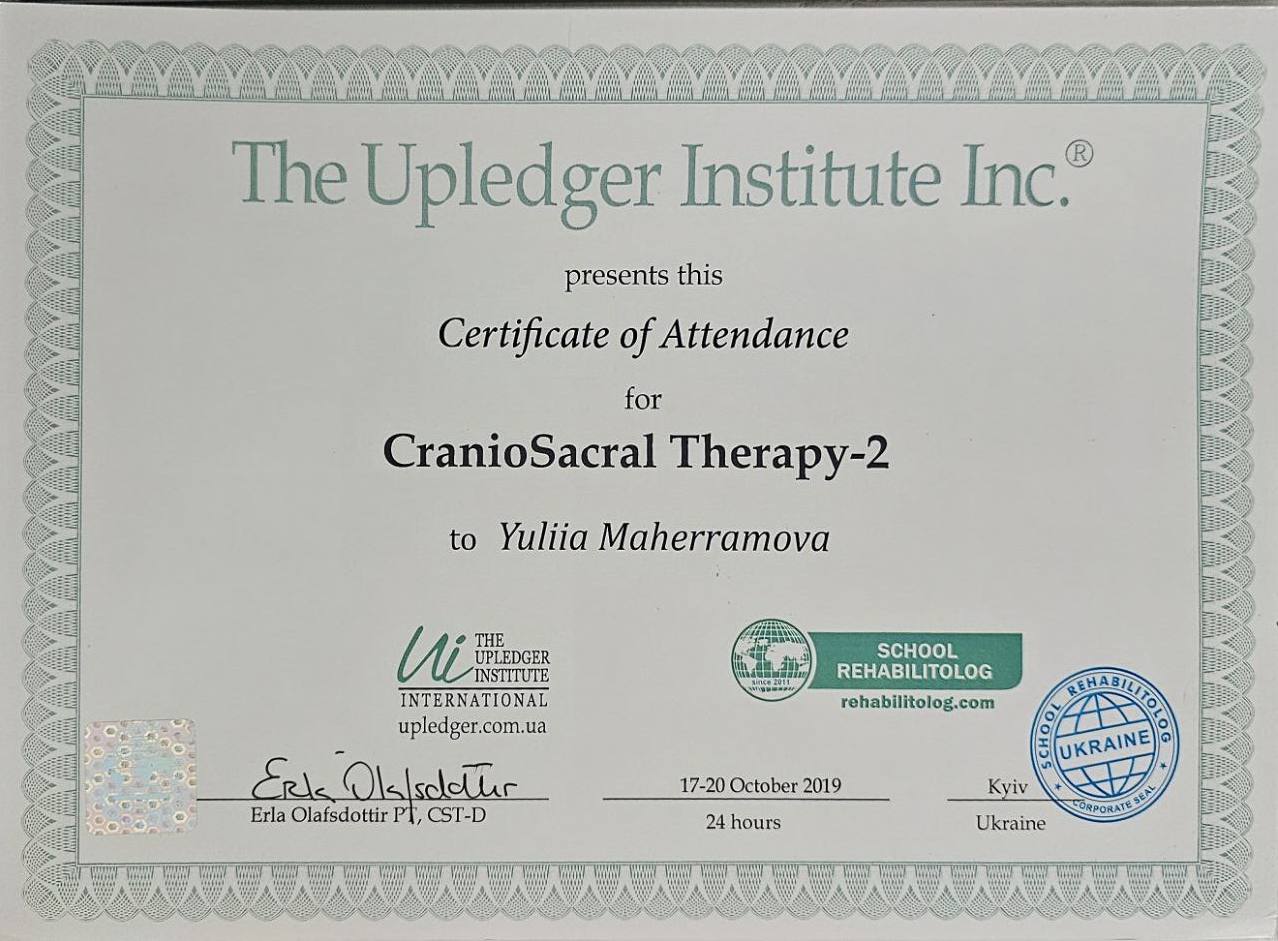 The Upledger Institute Inc.®
presents this
Certificate of Attendance
for
CranioSacral Therapy-2
to Yuliia Maherramova
Ui THE
UPLEDGER
INSTITUTE
INTERNATIONAL
upledger.com.ua
since 2011
SCHOOL
REHABILITOLOG
rehabilitolog.com
SCHOOL REHABILITOLOG
UKRAINE
CORPORATE SEAL
Erla Olafsdottir
Erla Olafsdottir PT, CST-D
17-20 October 2019
24 hours
Kyiv
Ukraine